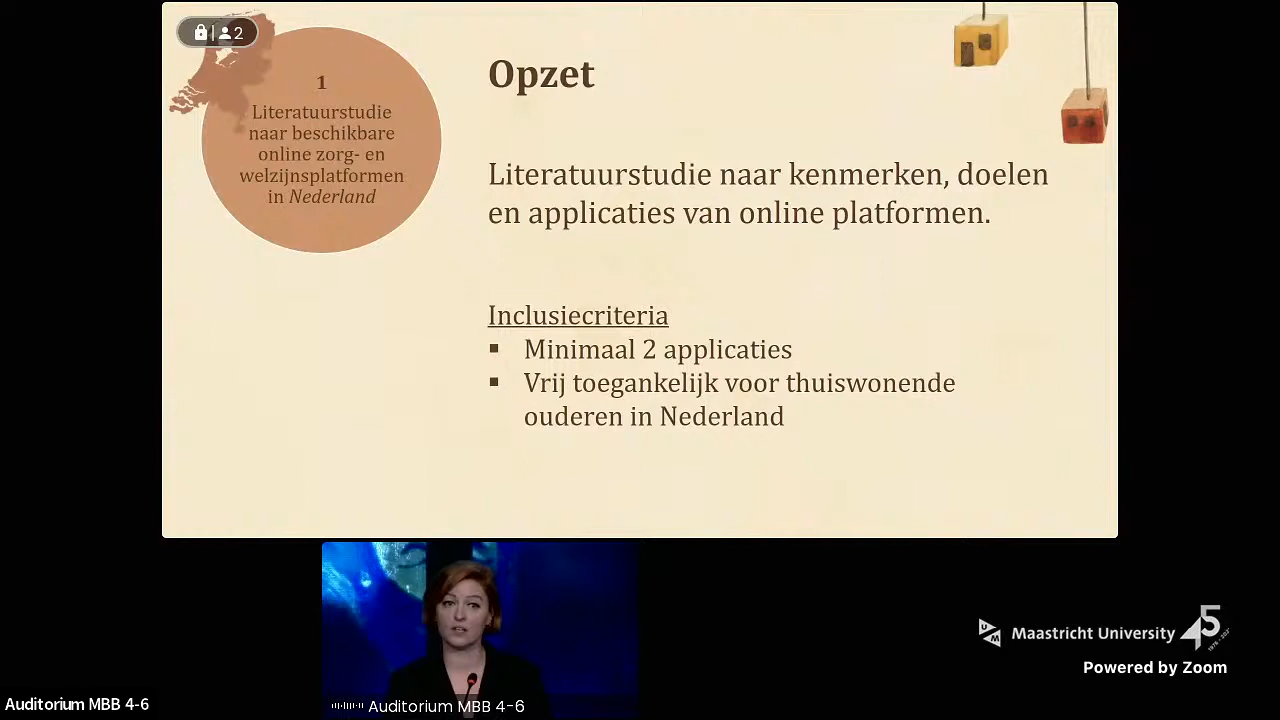 2
1
Literatuurstudie
naar beschikbare
online zorg- en
welzijnsplatformen
in Nederland
Opzet
Literatuurstudie naar kenmerken, doelen
en applicaties van online platformen.
Inclusiecriteria
▪ Minimaal 2 applicaties
▪ Vrij toegankelijk voor thuiswonende
ouderen in Nederland
Auditorium MBB 4-6
Auditorium MBB 4-6
Maastricht University 45
Powered by Zoom